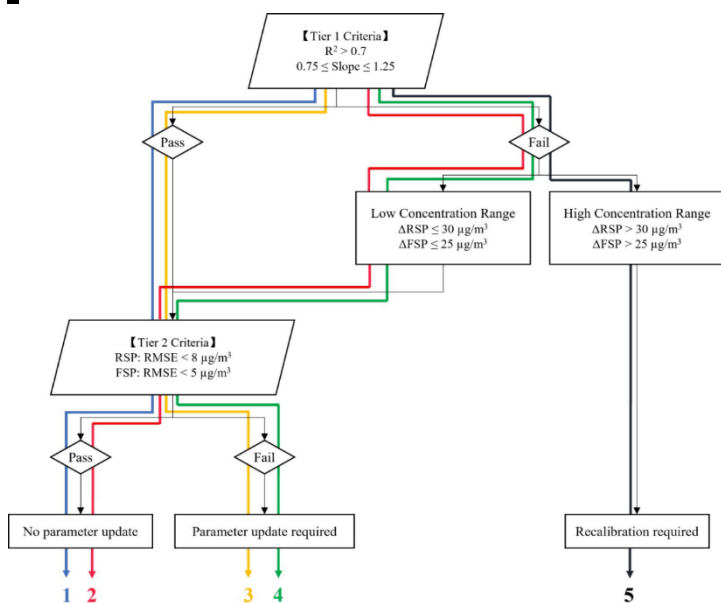 【Tier 1 Criteria】
R² > 0.7
0.75 ≤ Slope ≤ 1.25
Pass
Fail
Low Concentration Range
ΔRSP ≤ 30 µg/m³
ΔFSP ≤ 25 µg/m³
High Concentration Range
ΔRSP > 30 µg/m³
ΔFSP > 25 µg/m³
【Tier 2 Criteria】
RSP: RMSE < 8 µg/m³
FSP: RMSE < 5 µg/m³
Pass
Fail
No parameter update
Parameter update required
Recalibration required
1
2
3
4
5